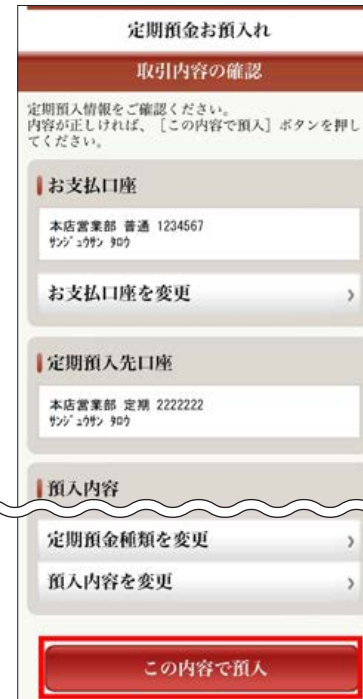 定期預金お預入れ
取引内容の確認
定期預入情報をご確認ください。
内容が正しければ、［この内容で預入］ボタンを押し
てください。
お支払口座
本店営業部 普通 1234567
ｻﾝｼﾞｭｳｻﾝ ﾀﾛｳ
お支払口座を変更
定期預入先口座
本店営業部 定期 2222222
ｻﾝｼﾞｭｳｻﾝ ﾀﾛｳ
預入内容
定期預金種類を変更
預入内容を変更
この内容で預入